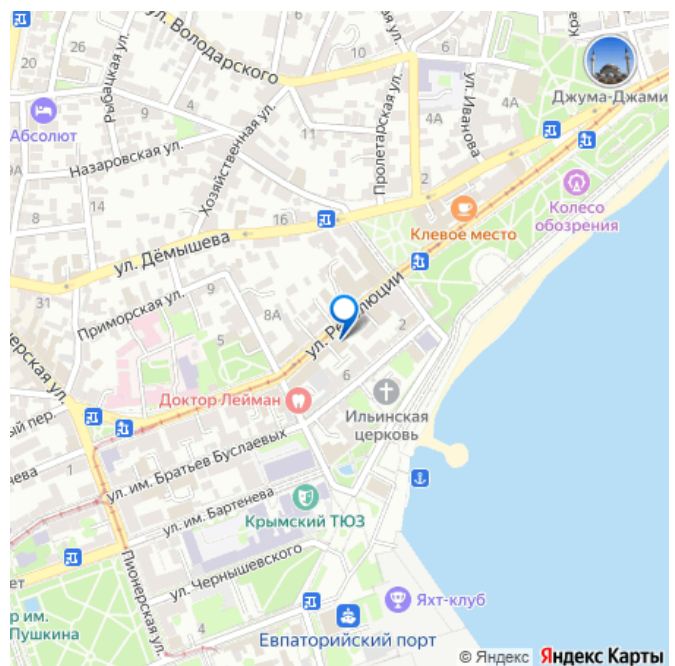 ул. Володарского
Рыбацкая ул.
20
26
9
Абсолют
Назаровская ул.
Хозяйственная ул.
11
10
Пролетарская ул.
4А
ул. Иванова
4А
Джума-Джами
9А
8
14
16
2
Клевое место
Колесо
обозрения
ул. Дёмышева
31
Приморская ул.
9
8А
5
ул. Революции
2
6
Доктор Лейман
Ильинская
церковь
1
ул. им. Братьев Буслаевых
ул. им. Бартенева
Крымский ТЮЗ
ул. Чернышевского
Пионерская ул.
р им.
Пушкина
4
Яхт-клуб
Евпаторийский порт
© Яндекс Яндекс Карты